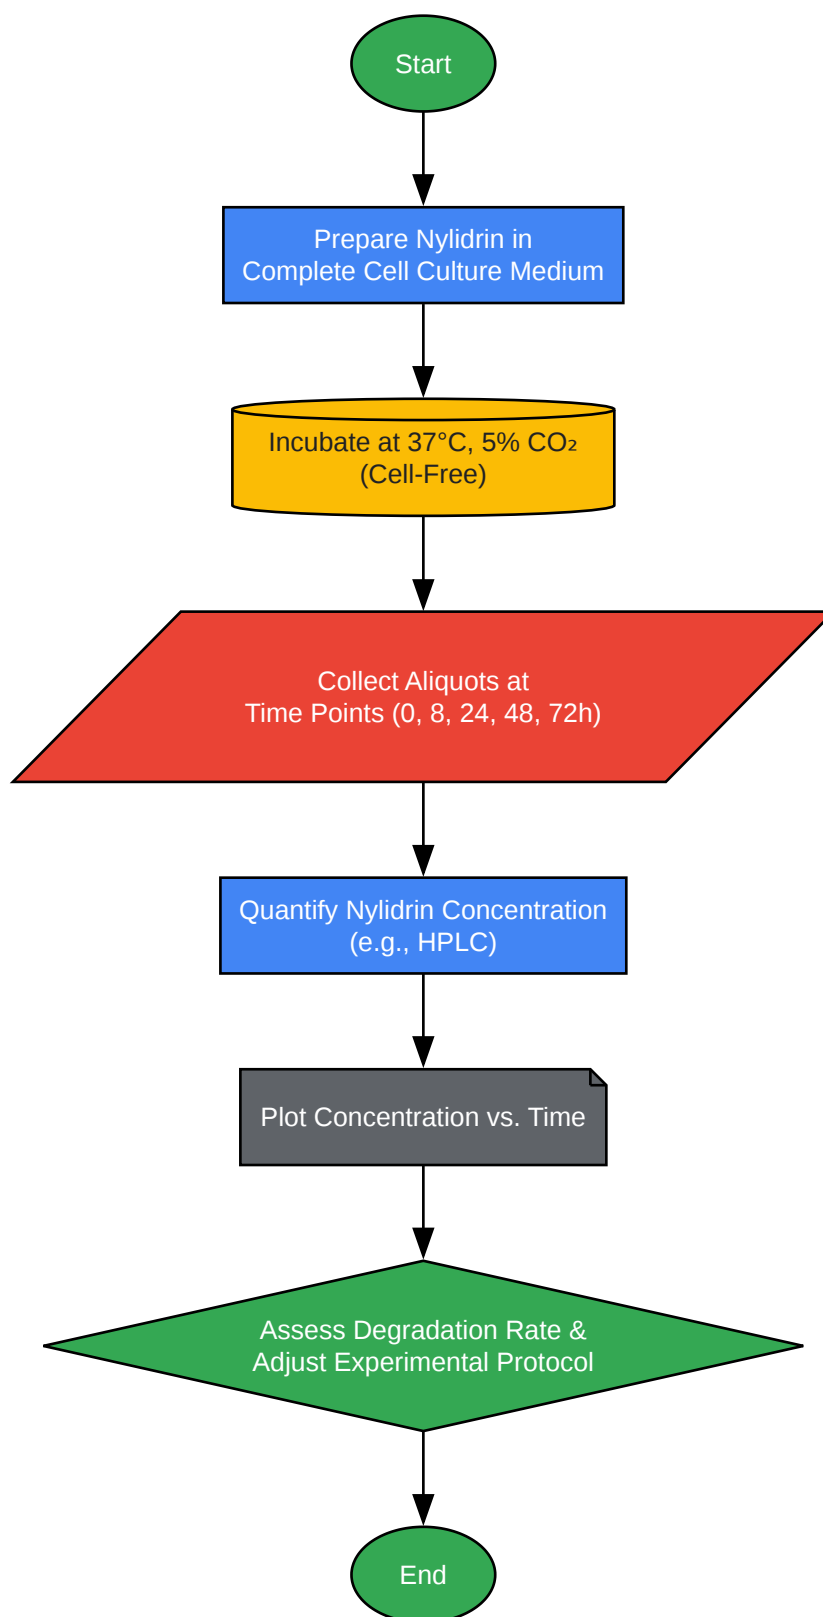 Start
Prepare Nylidrin in
Complete Cell Culture Medium
Incubate at 37°C, 5% CO₂
(Cell-Free)
Collect Aliquots at
Time Points (0, 8, 24, 48, 72h)
Quantify Nylidrin Concentration
(e.g., HPLC)
Plot Concentration vs. Time
Assess Degradation Rate &
Adjust Experimental Protocol
End